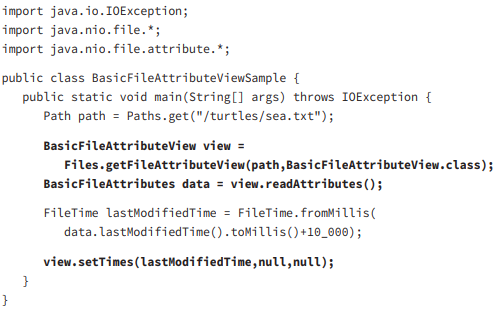 import java.io.IOException;
import java.nio.file.*;
import java.nio.file.attribute.*;
public class BasicFileAttributeViewSample {
   public static void main(String[] args) throws IOException {
      Path path = Paths.get("/turtles/sea.txt");
      BasicFileAttributeView view =
         Files.getFileAttributeView(path,BasicFileAttributeView.class);
      BasicFileAttributes data = view.readAttributes();
      FileTime lastModifiedTime = FileTime.fromMillis(
         data.lastModifiedTime().toMillis()+10_000);
      view.setTimes(lastModifiedTime,null,null);
   }
}